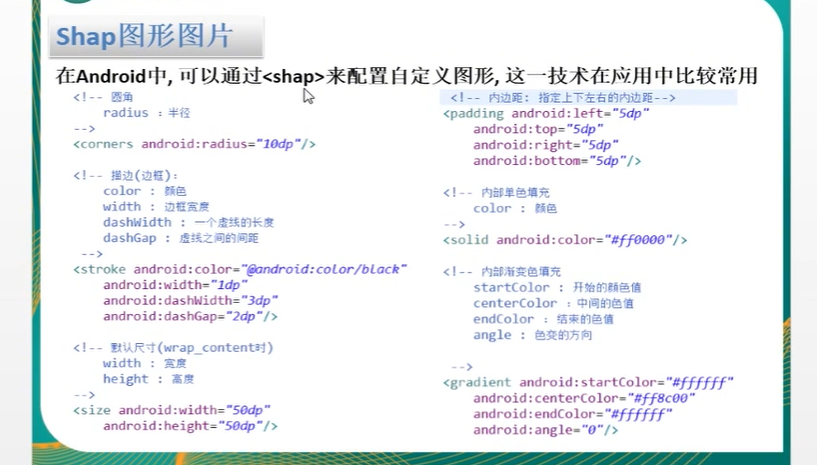 Shap图形图片
在Android中, 可以通过<shap>来配置自定义图形, 这一技术在应用中比较常用
<!-- 圆角
radius : 半径
-->
<corners android:radius="10dp"/>
<!-- 描边(边框):
color : 颜色
width : 边框宽度
dashWidth : 一个虚线的长度
dashGap : 虚线之间的间距
-->
<stroke android:color="@android:color/black"
android:width="1dp"
android:dashWidth="3dp"
android:dashGap="2dp"/>
<!-- 默认尺寸(wrap_content时)
width : 宽度
height : 高度
-->
<size android:width="50dp"
android:height="50dp"/>
<!-- 内边距: 指定上下左右的内边距-->
<padding android:left="5dp"
android:top="5dp"
android:right="5dp"
android:bottom="5dp"/>
<!-- 内部单色填充
color : 颜色
-->
<solid android:color="#ff0000"/>
<!-- 内部渐变色填充
startColor : 开始的颜色值
centerColor : 中间的色值
endColor : 结束的色值
angle : 色变的方向
-->
<gradient android:startColor="#ffffff"
android:centerColor="#ff8c00"
android:endColor="#ffffff"
android:angle="0"/>